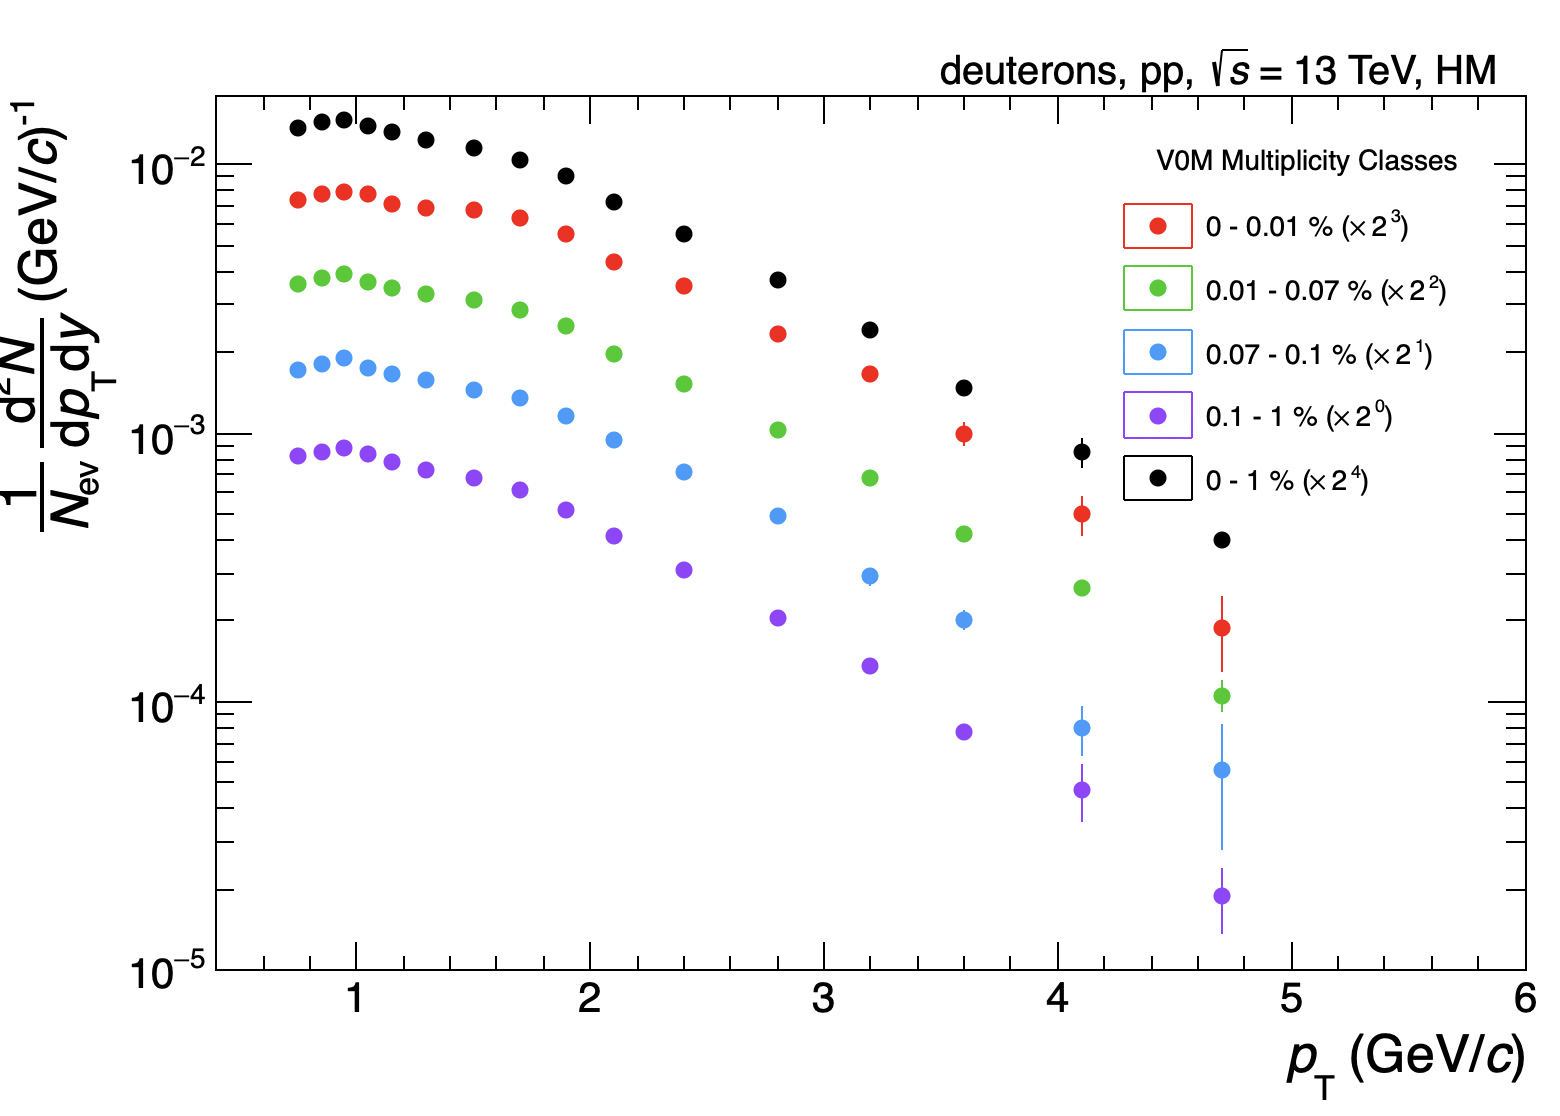 deuterons, pp, √s = 13 TeV, HM
1/N_ev d²N/dp_Tdy (GeV/c)⁻¹
V0M Multiplicity Classes
0 - 0.01 % (×2³)
0.01 - 0.07 % (×2²)
0.07 - 0.1 % (×2¹)
0.1 - 1 % (×2⁰)
0 - 1 % (×2⁴)
10⁻²
10⁻³
10⁻⁴
10⁻⁵
1 2 3 4 5 6
p_T (GeV/c)